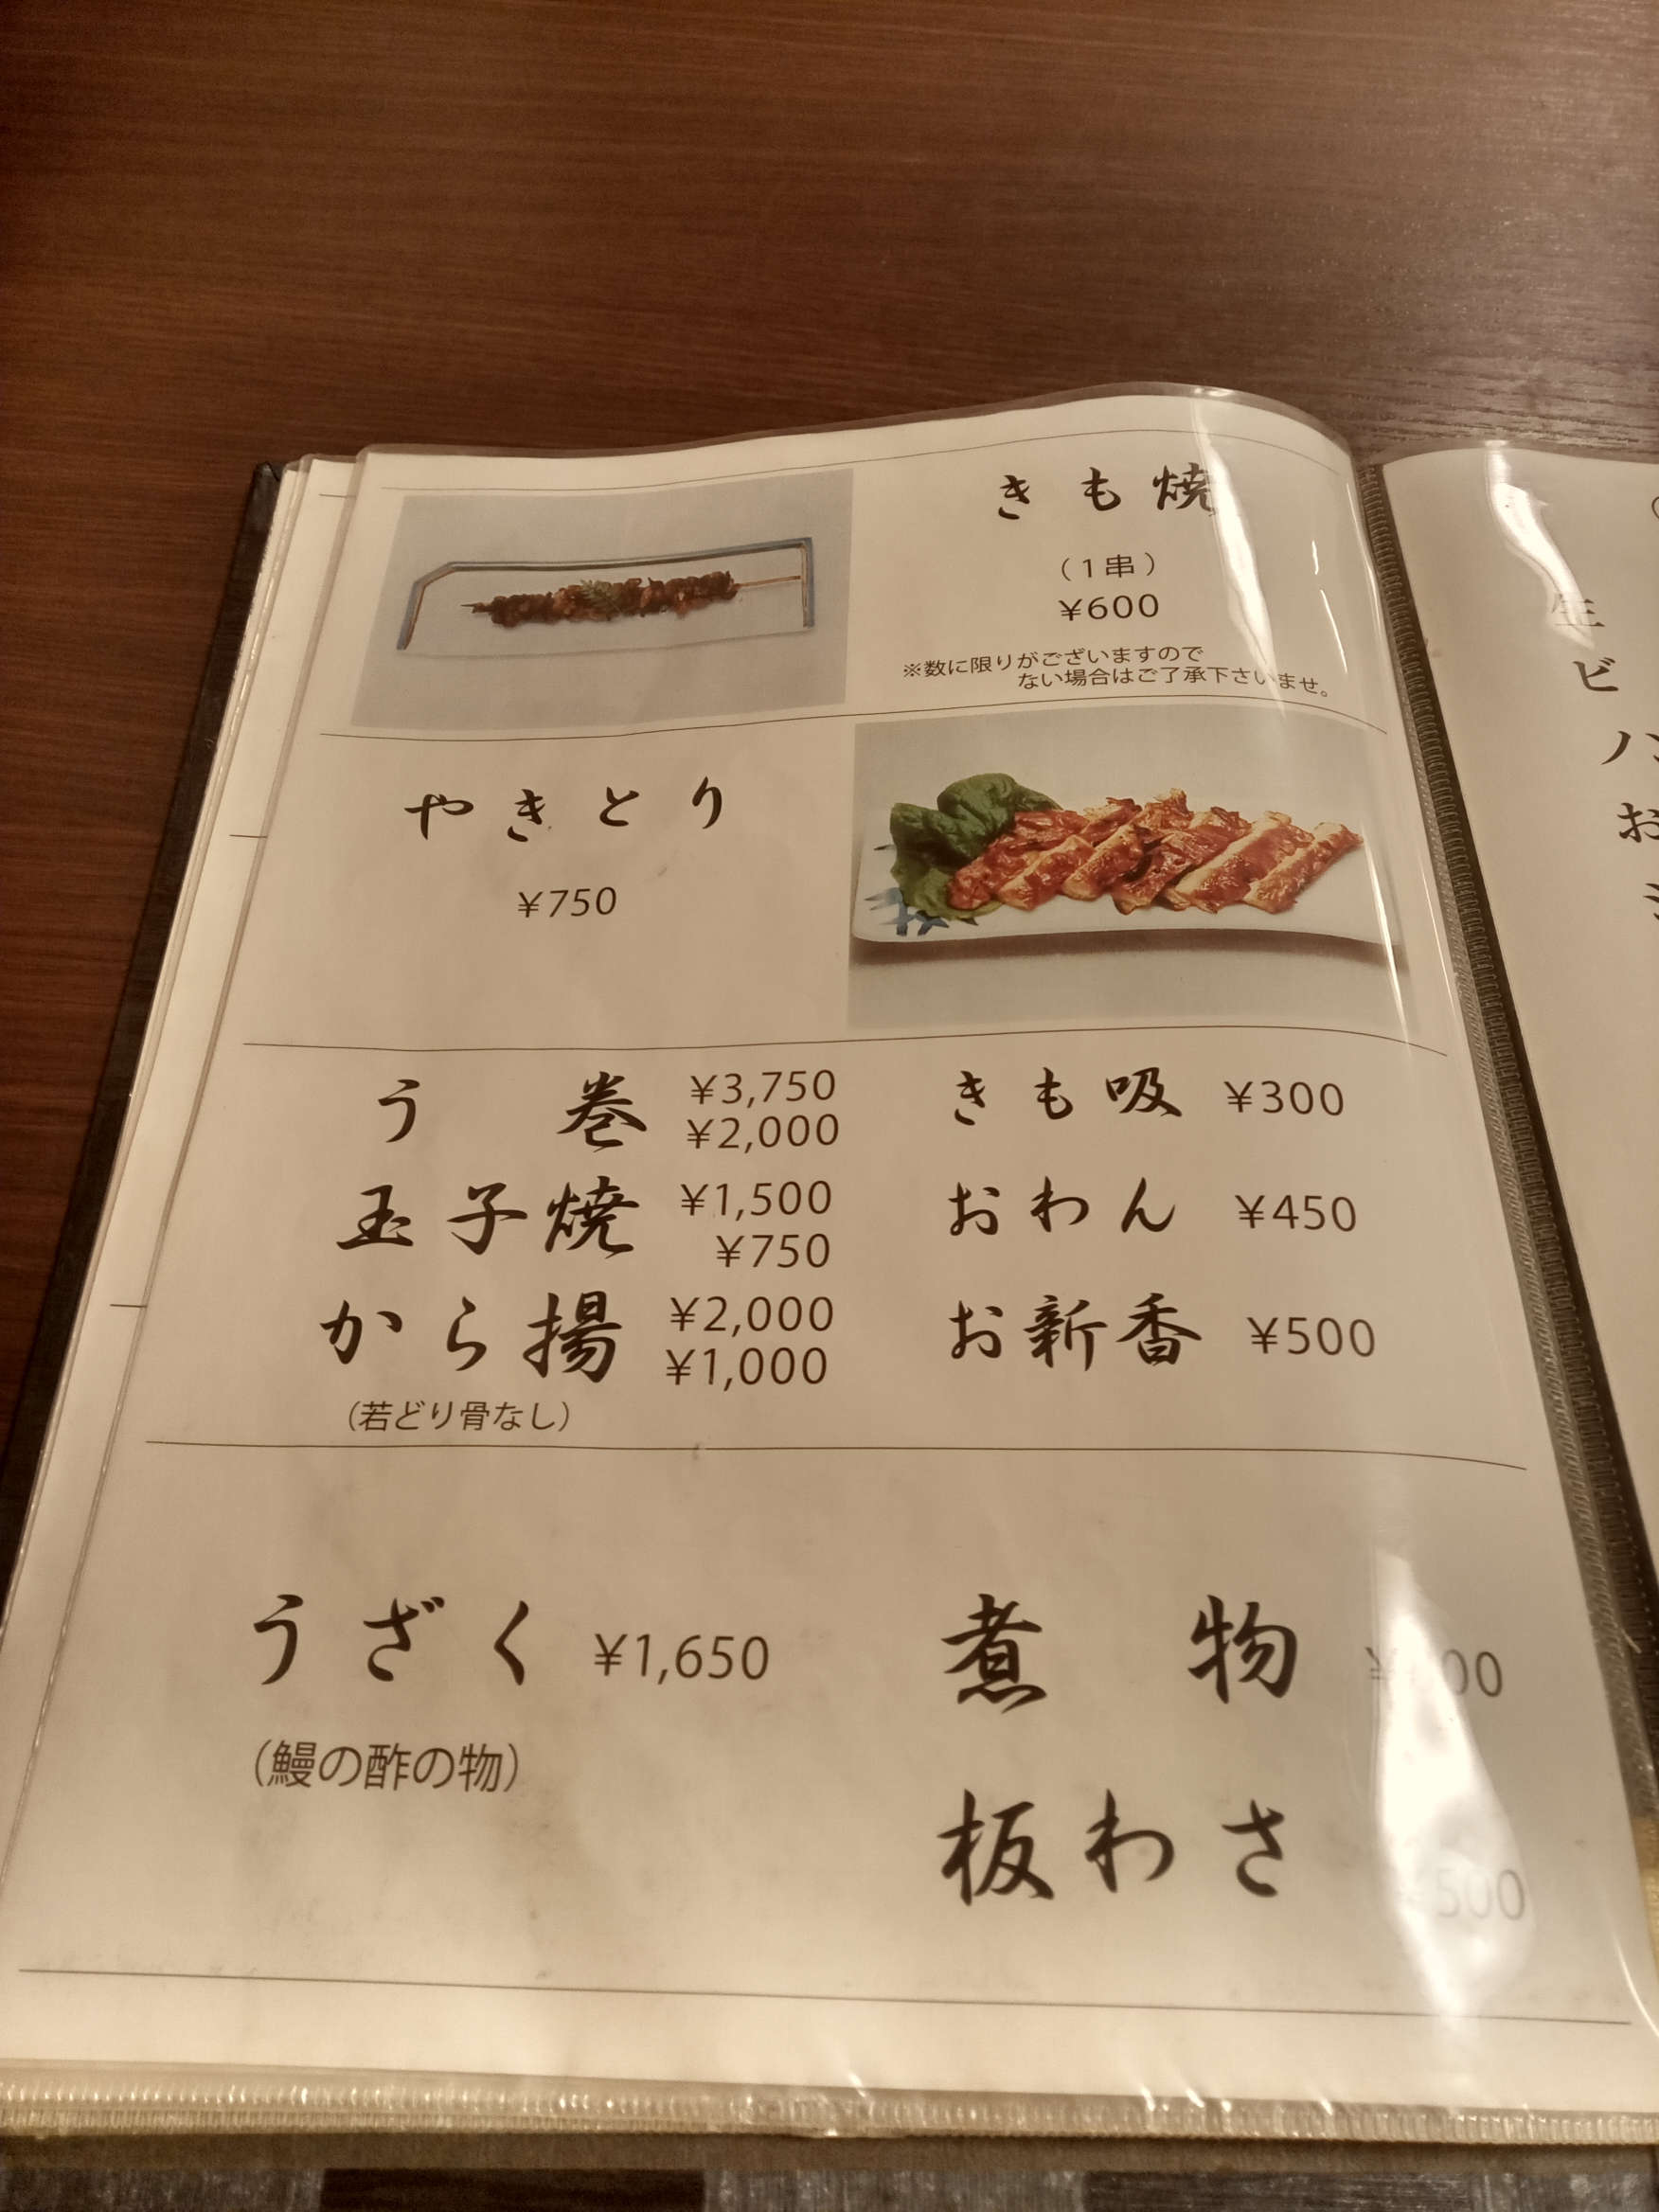 きも焼
(1串)
¥600
※数に限りがございますので
ない場合はご了承下さいませ。
やきとり
¥750
う巻 ¥3,750
¥2,000
玉子焼 ¥1,500
¥750
から揚 ¥2,000
¥1,000
(若どり骨なし)
きも吸 ¥300
おわん ¥450
お新香 ¥500
うざく ¥1,650
(鰻の酢の物)
煮物
板わさ ¥500
生
ビ
お